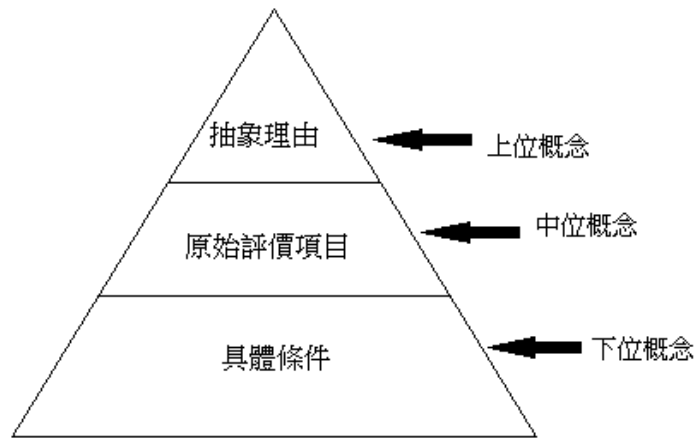 抽象理由
上位概念
原始評價項目
中位概念
具體條件
下位概念